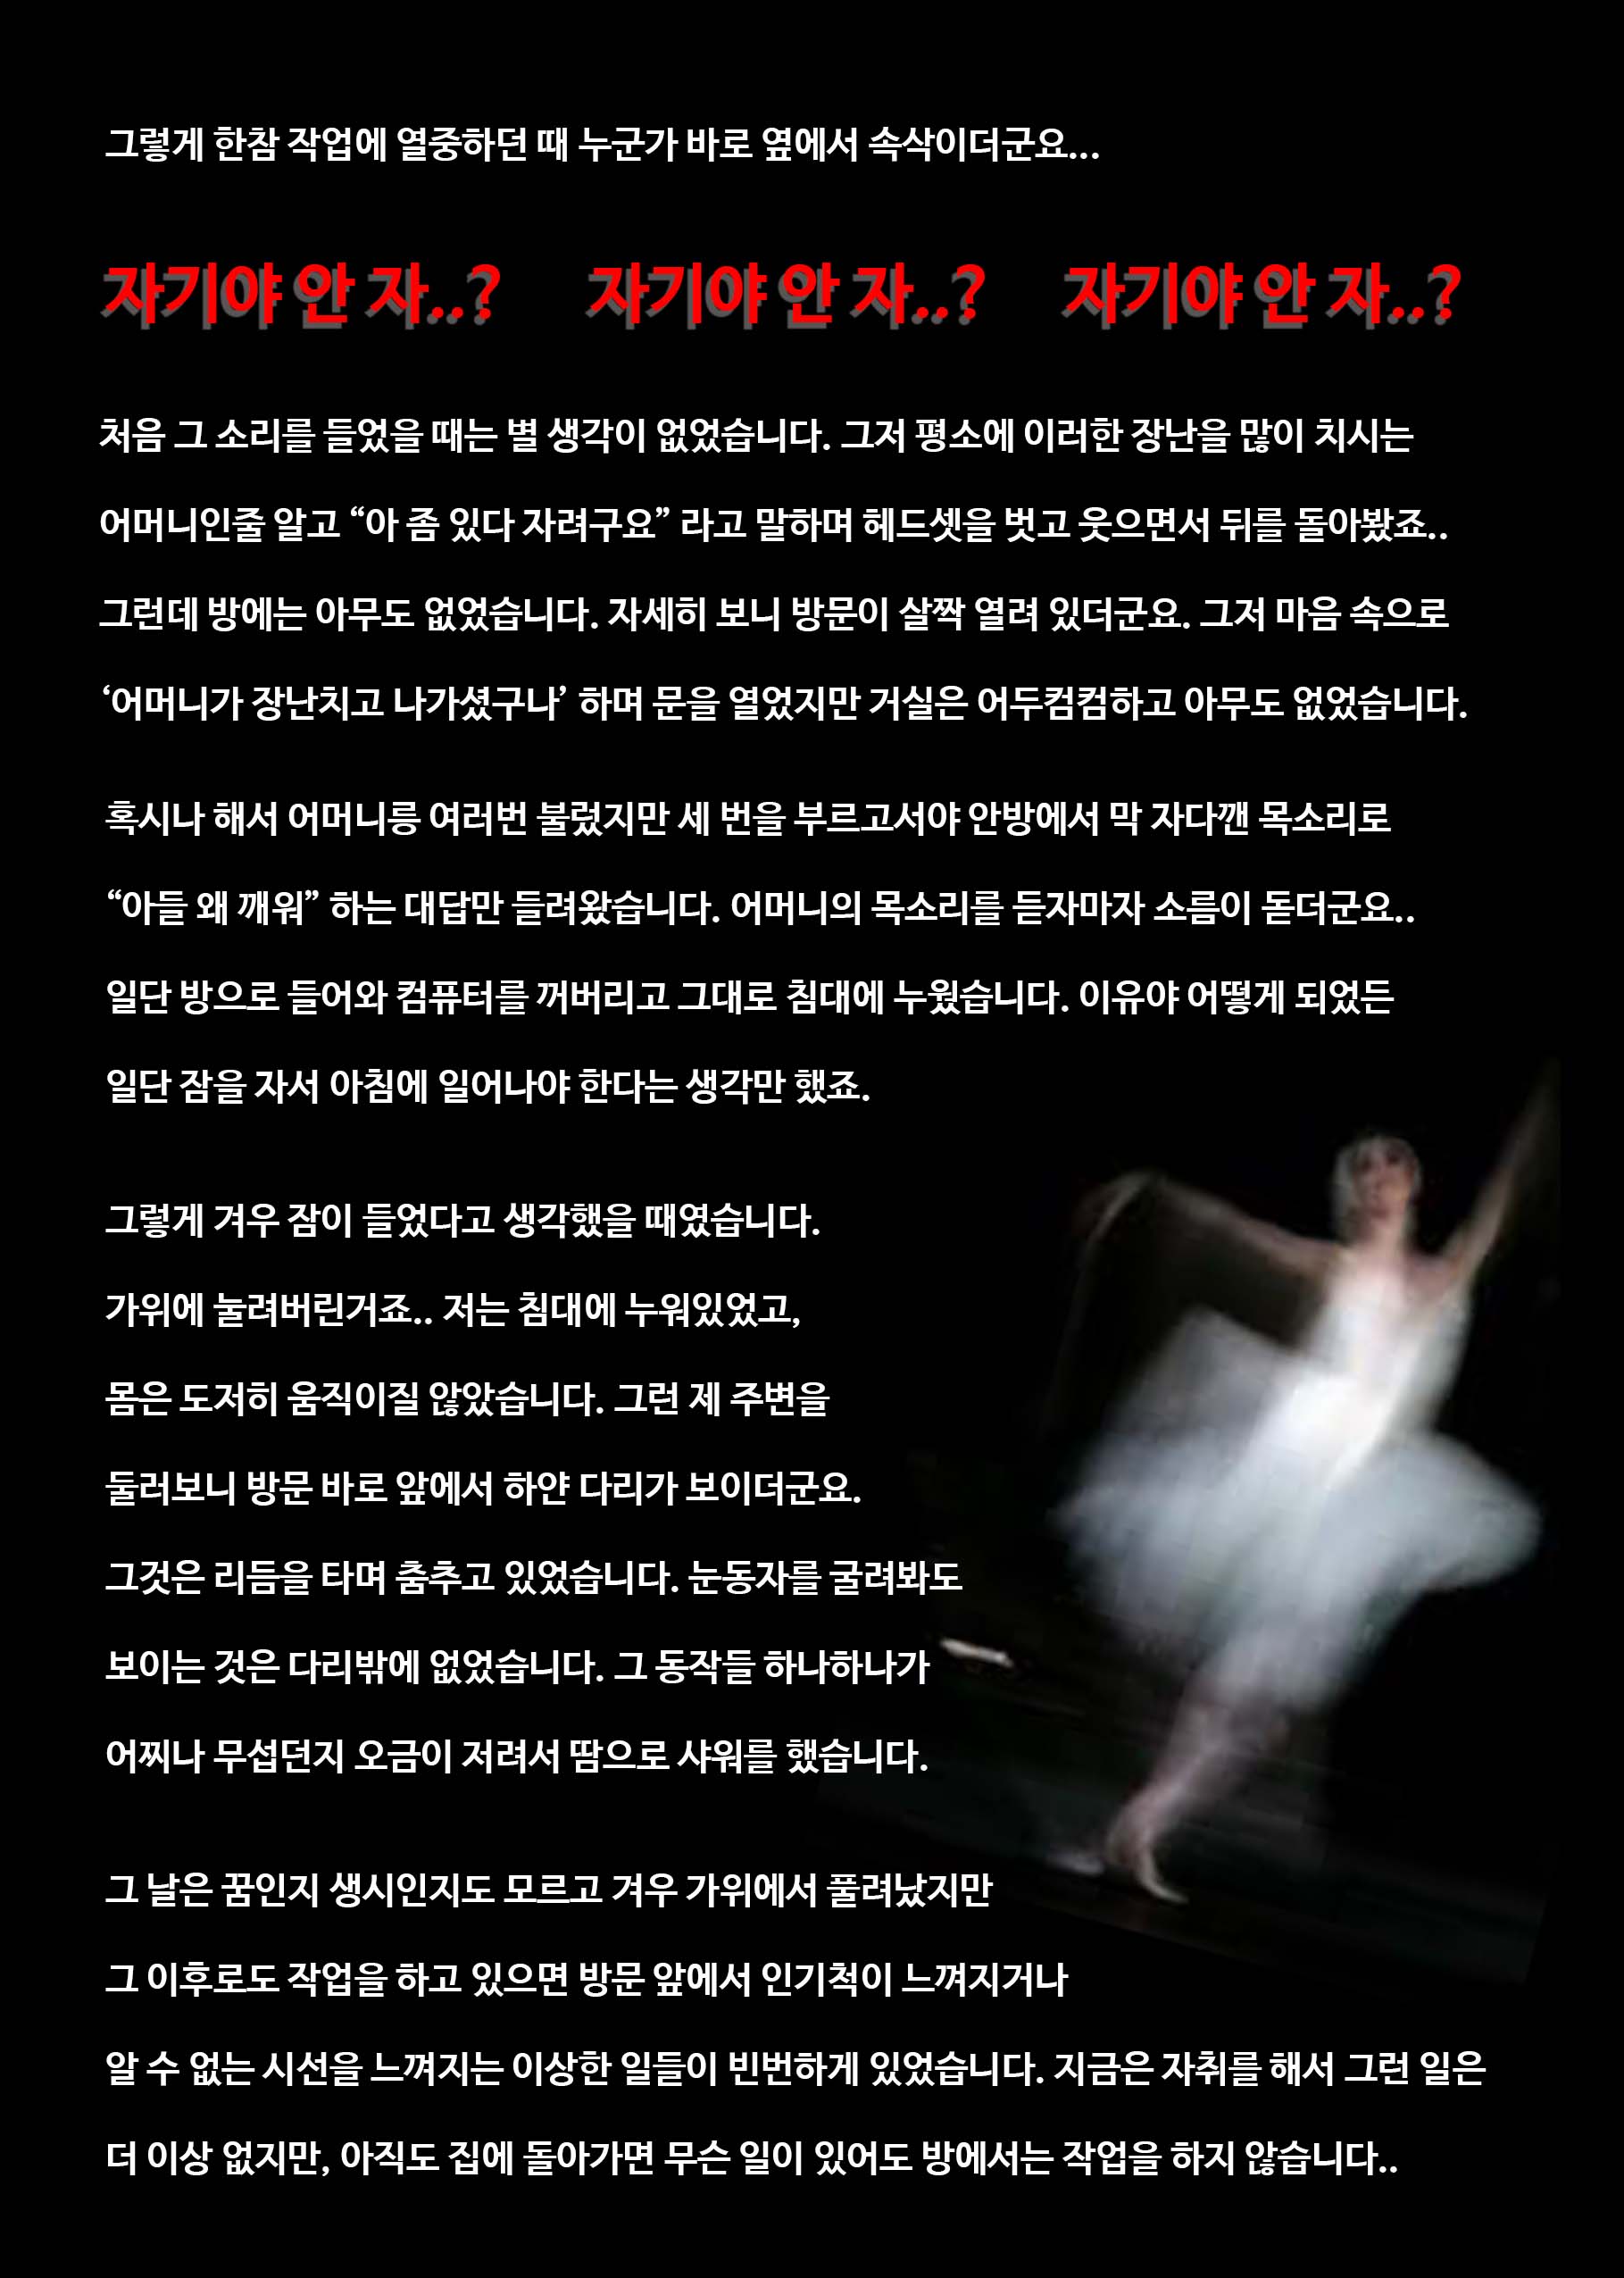 그렇게 한참 작업에 열중하던 때 누군가 바로 옆에서 속삭이더군요...
자기야 안 자..? 자기야 안 자..? 자기야 안 자..?
처음 그 소리를 들었을 때는 별 생각이 없었습니다. 그저 평소에 이러한 장난을 많이 치시는
어머니인줄 알고 “아 좀 있다 자려구요” 라고 말하며 헤드셋을 벗고 웃으면서 뒤를 돌아봤죠..
그런데 방에는 아무도 없었습니다. 자세히 보니 방문이 살짝 열려 있더군요. 그저 마음 속으로
‘어머니가 장난치고 나가셨구나’ 하며 문을 열었지만 거실은 어두컴컴하고 아무도 없었습니다.
혹시나 해서 어머니릉 여러번 불렀지만 세 번을 부르고서야 안방에서 막 자다깬 목소리로
“아들 왜 깨워” 하는 대답만 들려왔습니다. 어머니의 목소리를 듣자마자 소름이 돋더군요..
일단 방으로 들어와 컴퓨터를 꺼버리고 그대로 침대에 누웠습니다. 이유야 어떻게 되었든
일단 잠을 자서 아침에 일어나야 한다는 생각만 했죠.
그렇게 겨우 잠이 들었다고 생각했을 때였습니다.
가위에 눌려버린거죠.. 저는 침대에 누워있었고,
몸은 도저히 움직이질 않았습니다. 그런 제 주변을
둘러보니 방문 바로 앞에서 하얀 다리가 보이더군요.
그것은 리듬을 타며 춤추고 있었습니다. 눈동자를 굴려봐도
보이는 것은 다리밖에 없었습니다. 그 동작들 하나하나가
어찌나 무섭던지 오금이 저려서 땀으로 샤워를 했습니다.
그 날은 꿈인지 생시인지도 모르고 겨우 가위에서 풀려났지만
그 이후로도 작업을 하고 있으면 방문 앞에서 인기척이 느껴지거나
알 수 없는 시선을 느껴지는 이상한 일들이 빈번하게 있었습니다. 지금은 자취를 해서 그런 일은
더 이상 없지만, 아직도 집에 돌아가면 무슨 일이 있어도 방에서는 작업을 하지 않습니다..